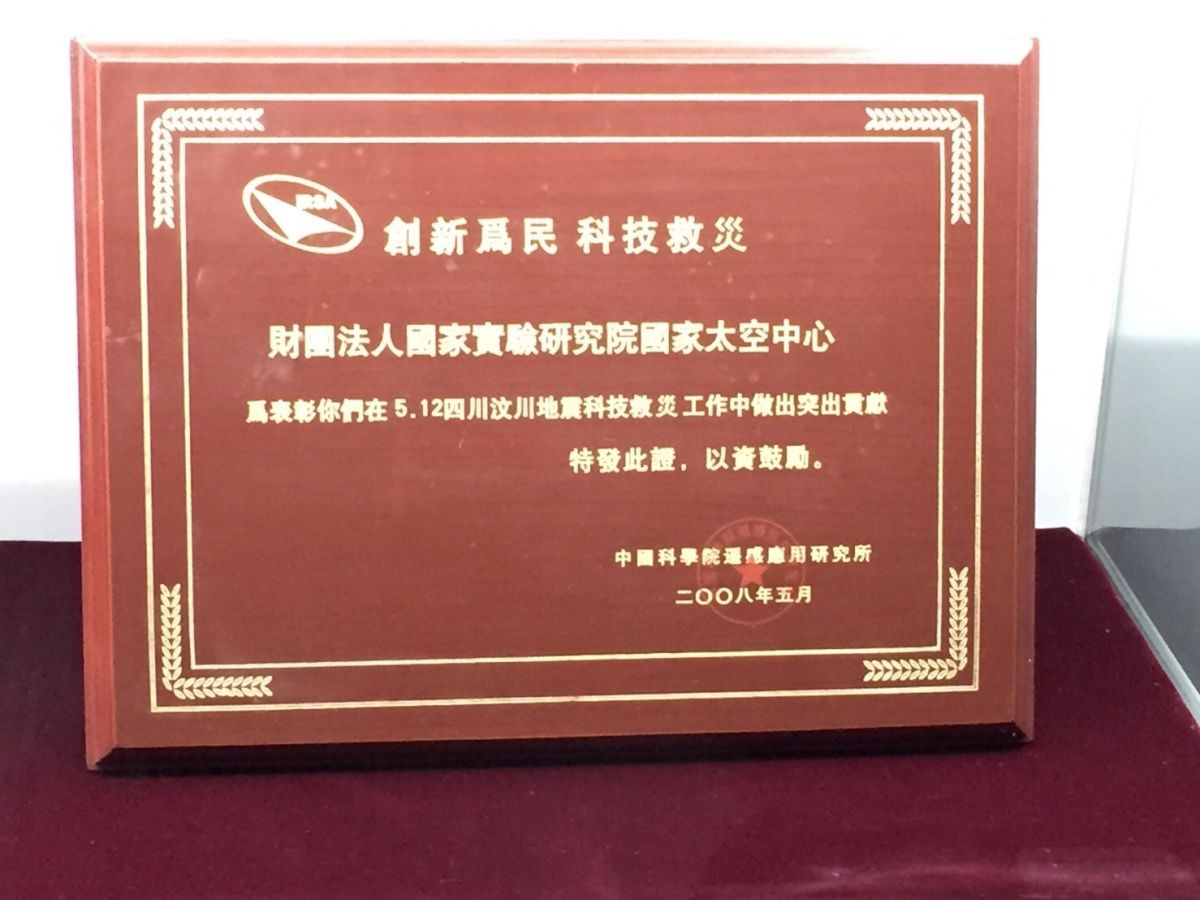 IRSA
創新爲民 科技救災
財團法人國家實驗研究院國家太空中心
爲表彰你們在 5.12四川汶川地震科技救災 工作中做出突出貢獻
特發此證，以資鼓勵。
中國科學院遥感應用研究所
二〇〇八年五月